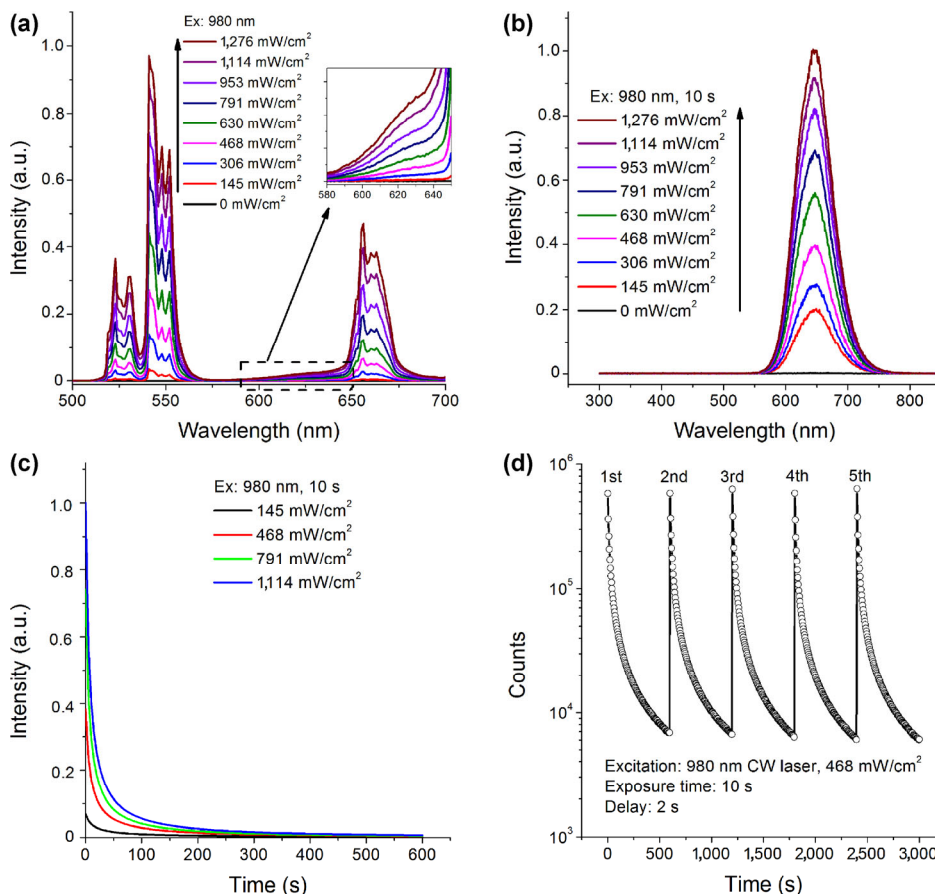 (a)
Ex: 980 nm
1,276 mW/cm²
1,114 mW/cm²
953 mW/cm²
791 mW/cm²
630 mW/cm²
468 mW/cm²
306 mW/cm²
145 mW/cm²
0 mW/cm²
1.0
0.8
0.6
0.4
0.2
0
Intensity (a.u.)
580 600 620 640
500 550 600 650 700
Wavelength (nm)
(b)
Ex: 980 nm, 10 s
1,276 mW/cm²
1,114 mW/cm²
953 mW/cm²
791 mW/cm²
630 mW/cm²
468 mW/cm²
306 mW/cm²
145 mW/cm²
0 mW/cm²
1.0
0.8
0.6
0.4
0.2
0
Intensity (a.u.)
300 400 500 600 700 800
Wavelength (nm)
(c)
Ex: 980 nm, 10 s
145 mW/cm²
468 mW/cm²
791 mW/cm²
1,114 mW/cm²
1.0
0.8
0.6
0.4
0.2
0
Intensity (a.u.)
0 100 200 300 400 500 600
Time (s)
(d)
10⁶
10⁵
10⁴
10³
Counts
1st 2nd 3rd 4th 5th
Excitation: 980 nm CW laser, 468 mW/cm²
Exposure time: 10 s
Delay: 2 s
0 500 1,000 1,500 2,000 2,500 3,000
Time (s)